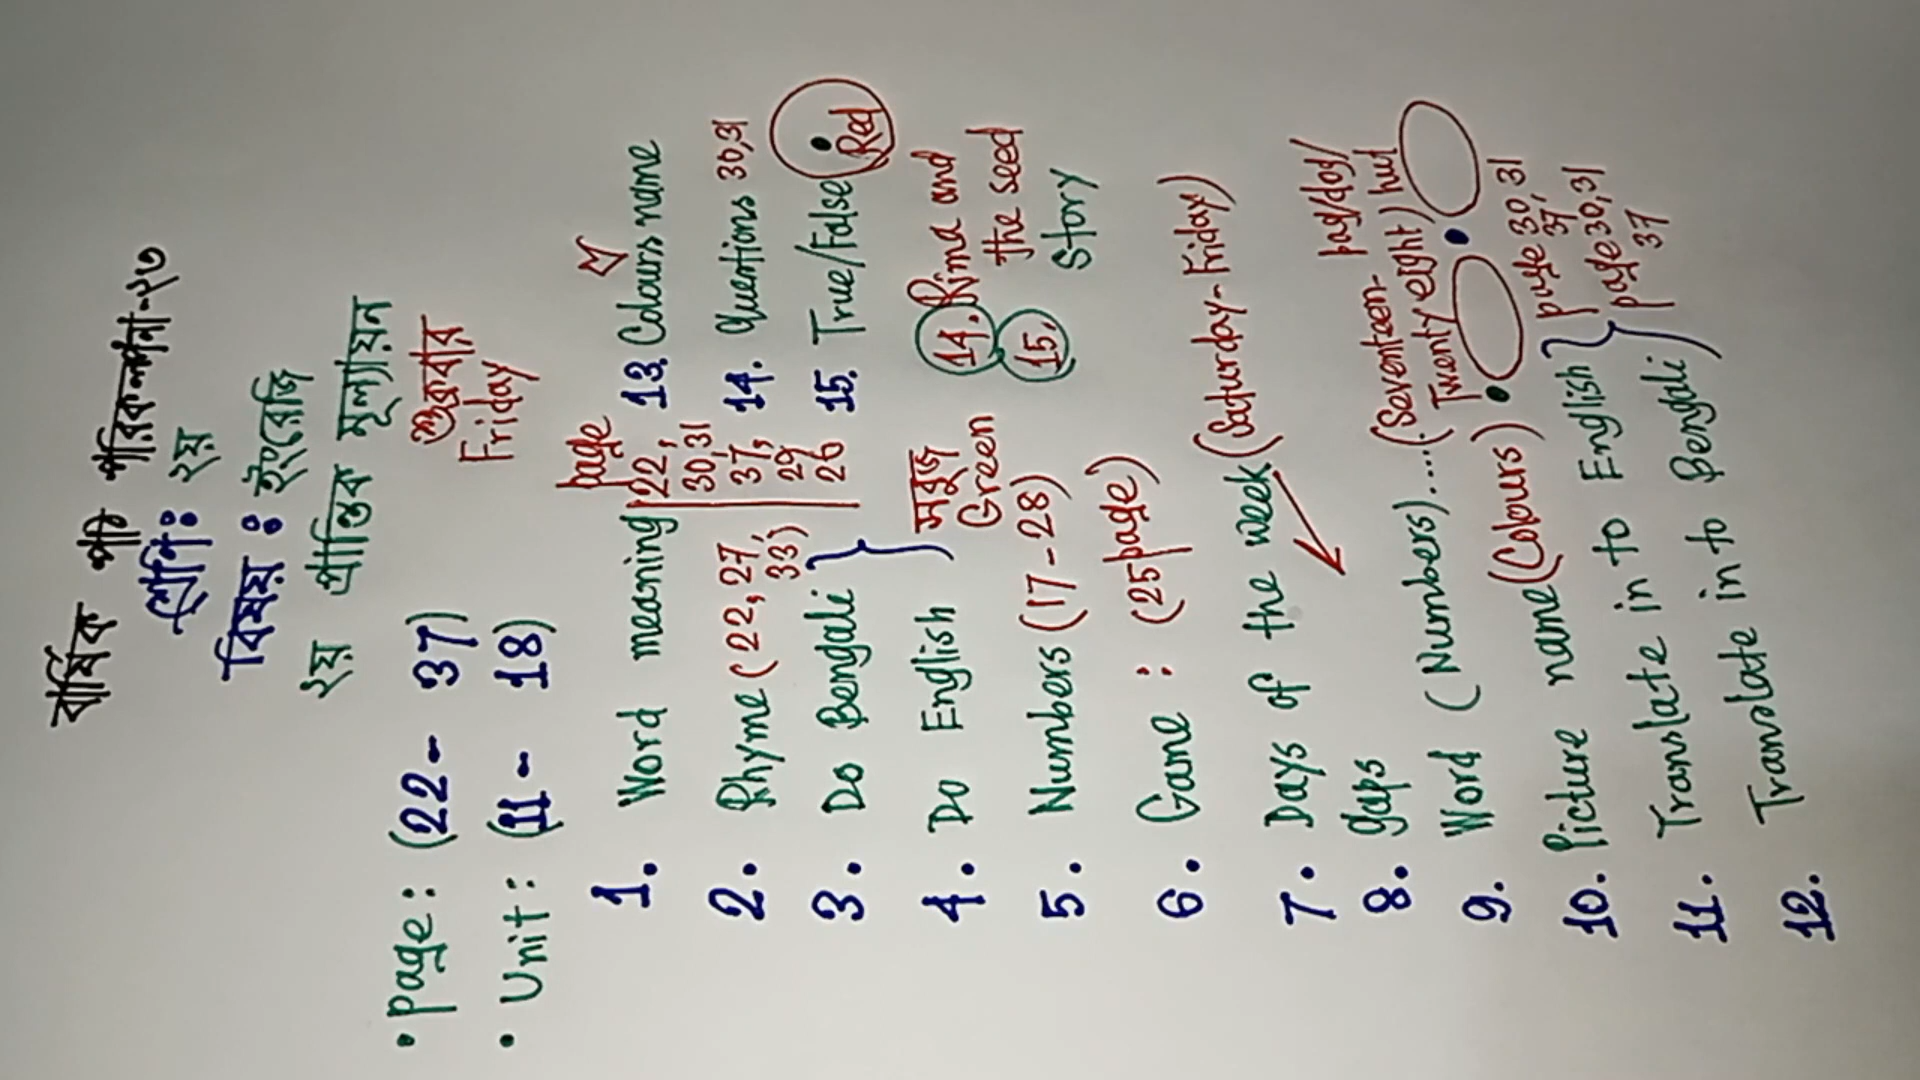 বার্ষিক পাঠ পরিকল্পনা-২৩
শ্রেণি: ২য়
বিষয়: ইংরেজি
২য় প্রান্তিক মূল্যায়ন
• Page: (22 - 37)
শুক্রবার
Friday
• Unit: (11 - 18)
1. Word meaning
page
22,
30,31
37,
29
26
2. Rhyme (22, 27,
33)
3. Do Bengali
4. Do English
সবুজ
Green
5. Numbers (17-28)
6. Game : (25 page)
7. Days of the week (Saturday-Friday)
8. gaps
9. Word (Numbers).... (Seventeen-
Twenty eight)
bag/dog/
hut
10. Picture name (Colours)
11. Translate in to English
page 30, 31
37
12. Translate in to Bengali
page 30, 31
37
13. Colours name
14. Questions 30,31
15. True/False
Red
14. Rima and
the seed
15. Story